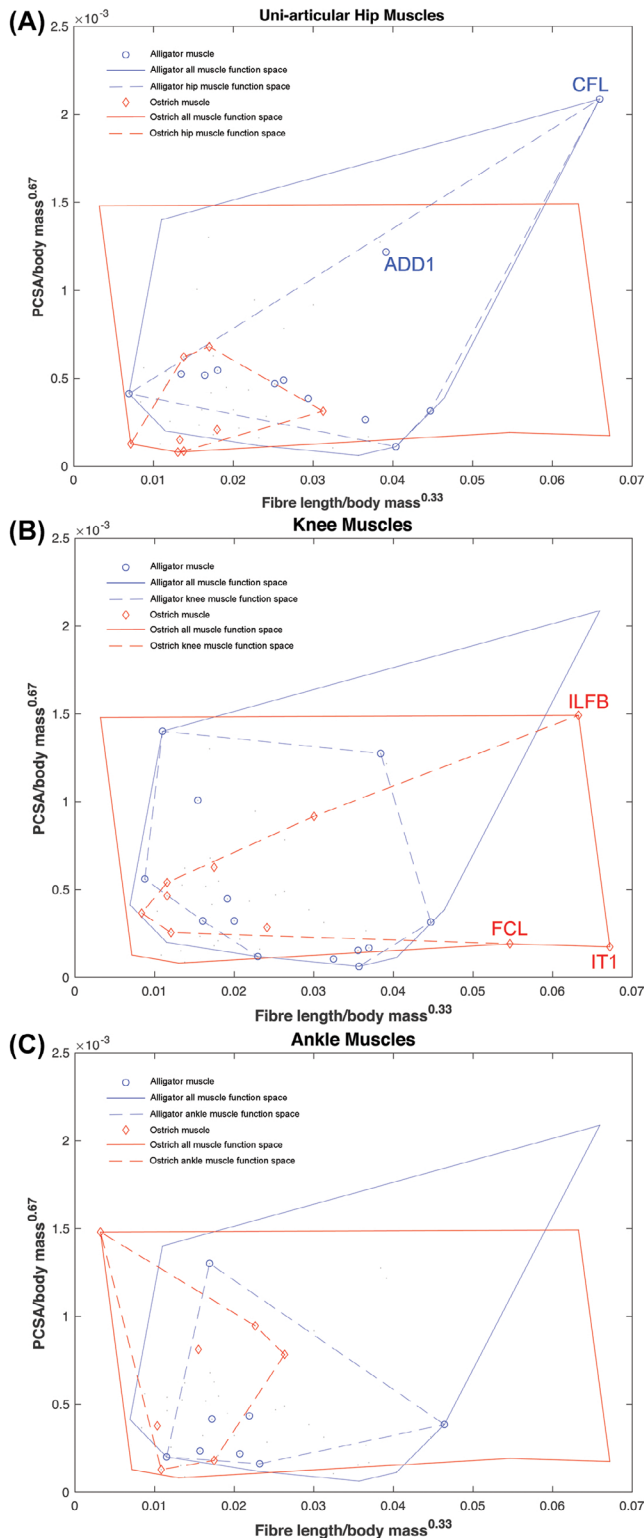 (A)
Uni-articular Hip Muscles
×10⁻³
2.5
2
1.5
1
0.5
0
PCSA/body mass^0.67
Alligator muscle
Alligator all muscle function space
Alligator hip muscle function space
Ostrich muscle
Ostrich all muscle function space
Ostrich hip muscle function space
CFL
ADD1
0 0.01 0.02 0.03 0.04 0.05 0.06 0.07
Fibre length/body mass^0.33
(B)
Knee Muscles
×10⁻³
2.5
2
1.5
1
0.5
0
PCSA/body mass^0.67
Alligator muscle
Alligator all muscle function space
Alligator knee muscle function space
Ostrich muscle
Ostrich all muscle function space
Ostrich knee muscle function space
ILFB
FCL
IT1
0 0.01 0.02 0.03 0.04 0.05 0.06 0.07
Fibre length/body mass^0.33
(C)
Ankle Muscles
×10⁻³
2.5
2
1.5
1
0.5
0
PCSA/body mass^0.67
Alligator muscle
Alligator all muscle function space
Alligator ankle muscle function space
Ostrich muscle
Ostrich all muscle function space
Ostrich ankle muscle function space
0 0.01 0.02 0.03 0.04 0.05 0.06 0.07
Fibre length/body mass^0.33